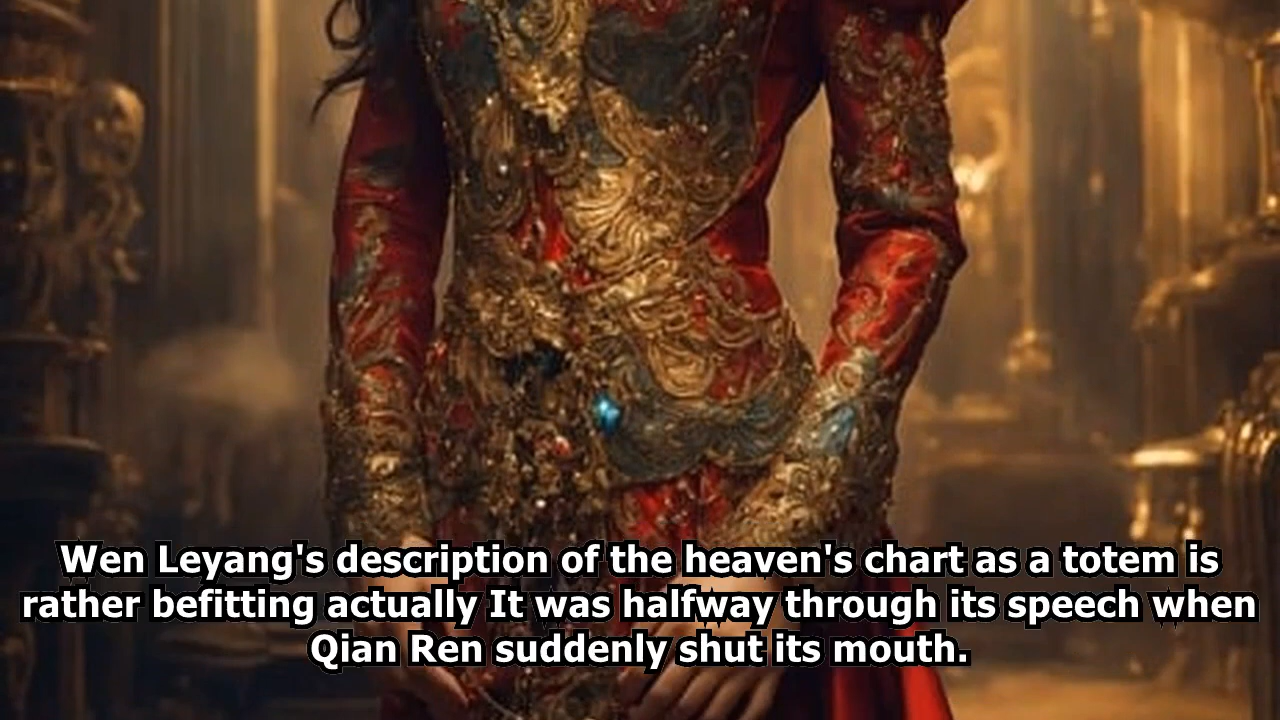 Wen Leyang's description of the heaven's chart as a totem is
rather befitting actually It was halfway through its speech when
Qian Ren suddenly shut its mouth.